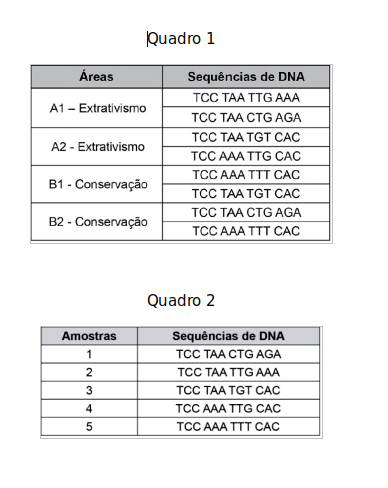 Quadro 1
Áreas Sequências de DNA
A1 – Extrativismo TCC TAA TTG AAA
TCC TAA CTG AGA
A2 - Extrativismo TCC TAA TGT CAC
TCC AAA TTG CAC
B1 - Conservação TCC AAA TTT CAC
TCC TAA TGT CAC
B2 - Conservação TCC TAA CTG AGA
TCC AAA TTT CAC
Quadro 2
Amostras Sequências de DNA
1 TCC TAA CTG AGA
2 TCC TAA TTG AAA
3 TCC TAA TGT CAC
4 TCC AAA TTG CAC
5 TCC AAA TTT CAC